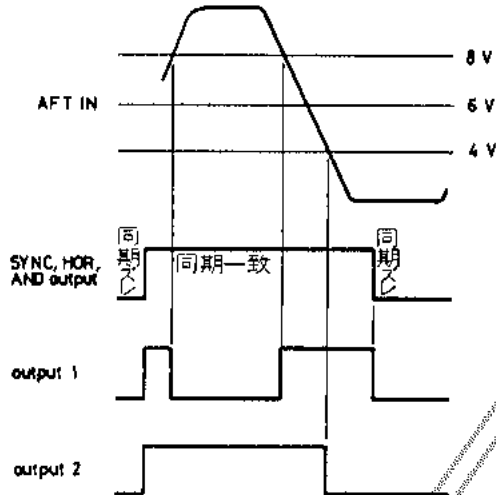 8 V
AFT IN
6 V
4 V
同期ズレ
SYNC, HOR,
AND output
同期一致
同期ズレ
output 1
output 2